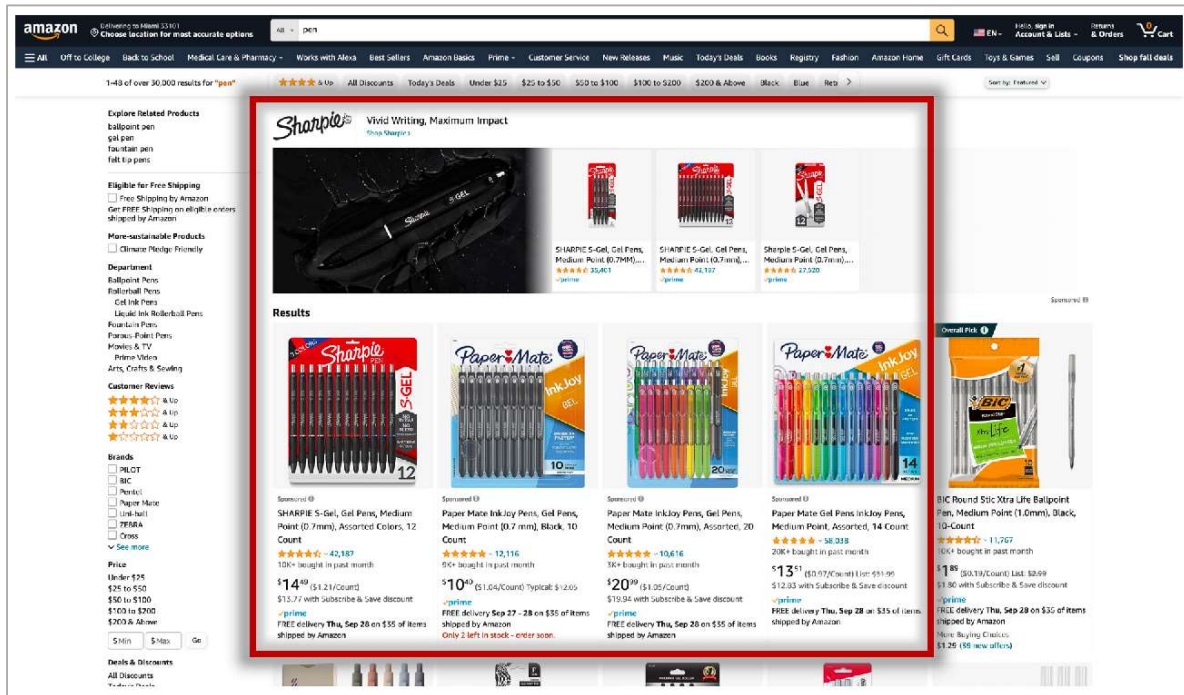 amazon
Delivering to Miami 33101
Choose location for most accurate options
All
pen
EN
Hello, sign in
Account & Lists
Returns
& Orders
0
Cart
All
Off to College
Back to School
Medical Care & Pharmacy
Works with Alexa
Best Sellers
Amazon Basics
Prime
Customer Service
New Releases
Music
Today's Deals
Books
Registry
Fashion
Amazon Home
Gift Cards
Toys & Games
Sell
Coupons
Shop fall deals
1-48 of over 30,000 results for "pen"
& Up
All Discounts
Today's Deals
Under $25
$25 to $50
$50 to $100
$100 to $200
$200 & Above
Black
Blue
Sort by: Featured
Explore Related Products
ballpoint pen
gel pen
fountain pen
felt tip pens
Eligible for Free Shipping
Free Shipping by Amazon
Get FREE Shipping on eligible orders
shipped by Amazon
More-sustainable Products
Climate Pledge Friendly
Department
Ballpoint Pens
Rollerball Pens
Gel Ink Pens
Liquid Ink Rollerball Pens
Fountain Pens
Porous-Point Pens
Movies & TV
Prime Video
Arts, Crafts & Sewing
Customer Reviews
& Up
& Up
& Up
& Up
Brands
PILOT
BIC
Pentel
Paper Mate
Uni-ball
ZEBRA
Cross
See more
Price
Under $25
$25 to $50
$50 to $100
$100 to $200
$200 & Above
$ Min
$ Max
Go
Deals & Discounts
All Discounts
Today's Deals
Sharpie
Vivid Writing, Maximum Impact
Shop Sharpie
Sharpie
S·GEL
SHARPIE S-Gel, Gel Pens,
Medium Point (0.7MM),...
35,401
prime
SHARPIE S-Gel, Gel Pens,
Medium Point (0.7mm),...
42,187
prime
Sharpie S-Gel, Gel Pens,
Medium Point (0.7mm),...
27,520
prime
Sponsored
Results
Sharpie
PEN
S·GEL
12
Sponsored
SHARPIE S-Gel, Gel Pens, Medium
Point (0.7mm), Assorted Colors, 12
Count
42,187
10K+ bought in past month
$14 49 ($1.21/Count)
$13.77 with Subscribe & Save discount
prime
FREE delivery Thu, Sep 28 on $35 of items
shipped by Amazon
Paper Mate
InkJoy
GEL
10
Sponsored
Paper Mate InkJoy Pens, Gel Pens,
Medium Point (0.7 mm), Black, 10
Count
12,116
9K+ bought in past month
$10 40 ($1.04/Count) Typical: $12.05
prime
FREE delivery Sep 27 - 28 on $35 of items
shipped by Amazon
Only 2 left in stock - order soon.
Paper Mate
InkJoy
GEL
20
Sponsored
Paper Mate InkJoy Pens, Gel Pens,
Medium Point (0.7mm), Assorted, 20
Count
10,616
3K+ bought in past month
$20 99 ($1.05/Count)
$19.94 with Subscribe & Save discount
prime
FREE delivery Thu, Sep 28 on $35 of items
shipped by Amazon
Paper Mate
InkJoy
GEL
14
MEDIUM
Sponsored
Paper Mate Gel Pens InkJoy Pens,
Medium Point, Assorted, 14 Count
58,038
20K+ bought in past month
$13 51 ($0.97/Count) List: $31.99
$12.83 with Subscribe & Save discount
prime
FREE delivery Thu, Sep 28 on $35 of items
shipped by Amazon
Overall Pick
BIC
Xtra Life
BIC Round Stic Xtra Life Ballpoint
Pen, Medium Point (1.0mm), Black,
10-Count
11,767
10K+ bought in past month
$1 89 ($0.19/Count) List: $2.99
$1.80 with Subscribe & Save discount
prime
FREE delivery Thu, Sep 28 on $35 of items
shipped by Amazon
More Buying Choices
$1.29 (39 new offers)